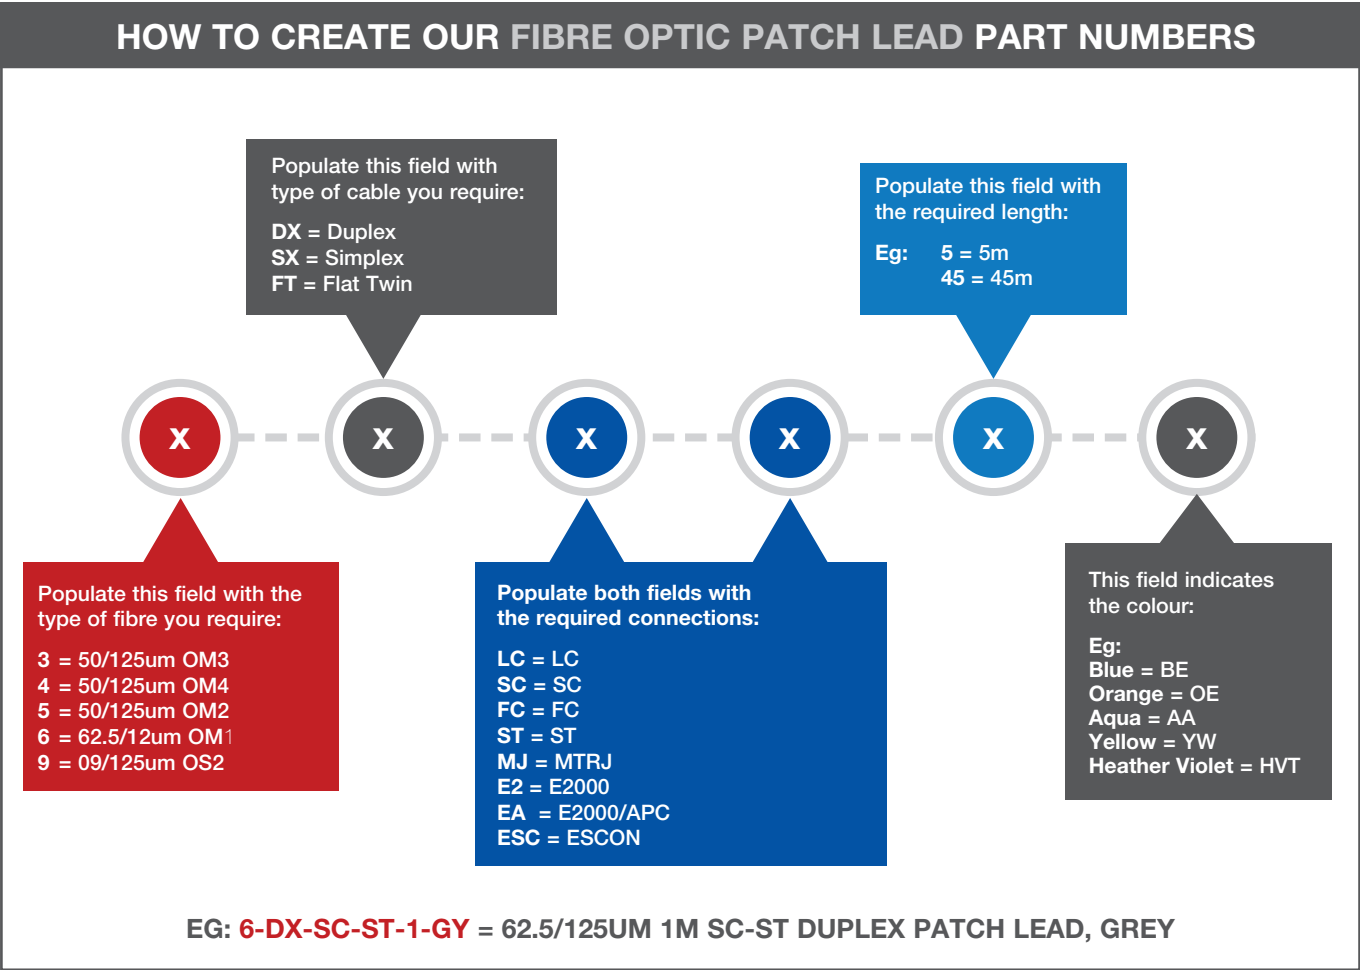 HOW TO CREATE OUR FIBRE OPTIC PATCH LEAD PART NUMBERS
Populate this field with
type of cable you require:
DX = Duplex
SX = Simplex
FT = Flat Twin
Populate this field with
the required length:
Eg: 5 = 5m
45 = 45m
X X X X X X
Populate this field with the
type of fibre you require:
3 = 50/125um OM3
4 = 50/125um OM4
5 = 50/125um OM2
6 = 62.5/12um OM1
9 = 09/125um OS2
Populate both fields with
the required connections:
LC = LC
SC = SC
FC = FC
ST = ST
MJ = MTRJ
E2 = E2000
EA = E2000/APC
ESC = ESCON
This field indicates
the colour:
Eg:
Blue = BE
Orange = OE
Aqua = AA
Yellow = YW
Heather Violet = HVT
EG: 6-DX-SC-ST-1-GY = 62.5/125UM 1M SC-ST DUPLEX PATCH LEAD, GREY